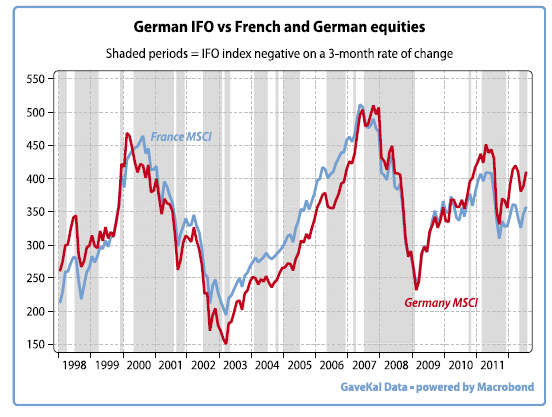 German IFO vs French and German equities
Shaded periods = IFO index negative on a 3-month rate of change
550
500
450
400
350
300
250
200
150
France MSCI
Germany MSCI
1998 1999 2000 2001 2002 2003 2004 2005 2006 2007 2008 2009 2010 2011
GaveKal Data - powered by Macrobond